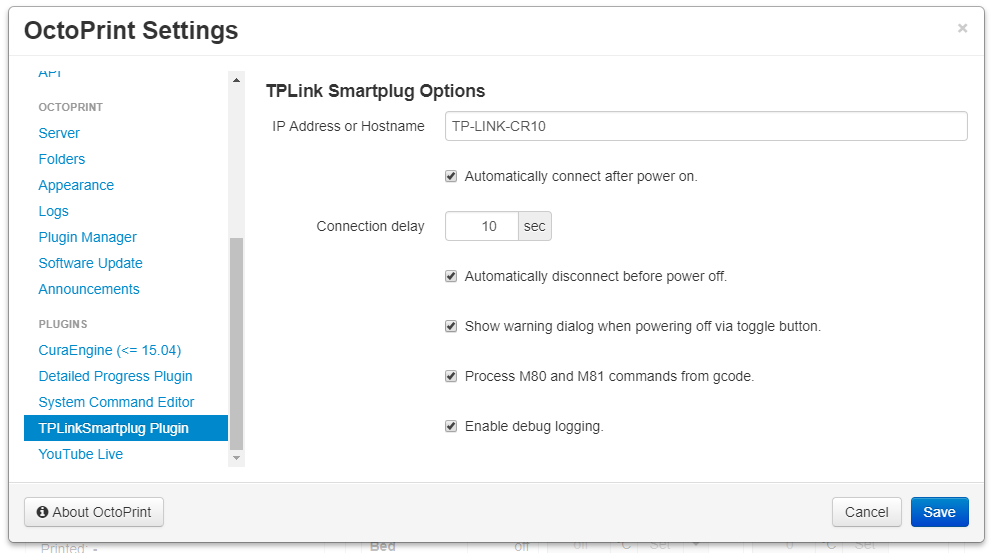 OctoPrint Settings
×
API
OCTOPRINT
Server
Folders
Appearance
Logs
Plugin Manager
Software Update
Announcements
PLUGINS
CuraEngine (<= 15.04)
Detailed Progress Plugin
System Command Editor
TPLinkSmartplug Plugin
YouTube Live
TPLink Smartplug Options
IP Address or Hostname TP-LINK-CR10
Automatically connect after power on.
Connection delay 10 sec
Automatically disconnect before power off.
Show warning dialog when powering off via toggle button.
Process M80 and M81 commands from gcode.
Enable debug logging.
About OctoPrint Cancel Save
Printed: - Bed off off °C Set 0 °C Set